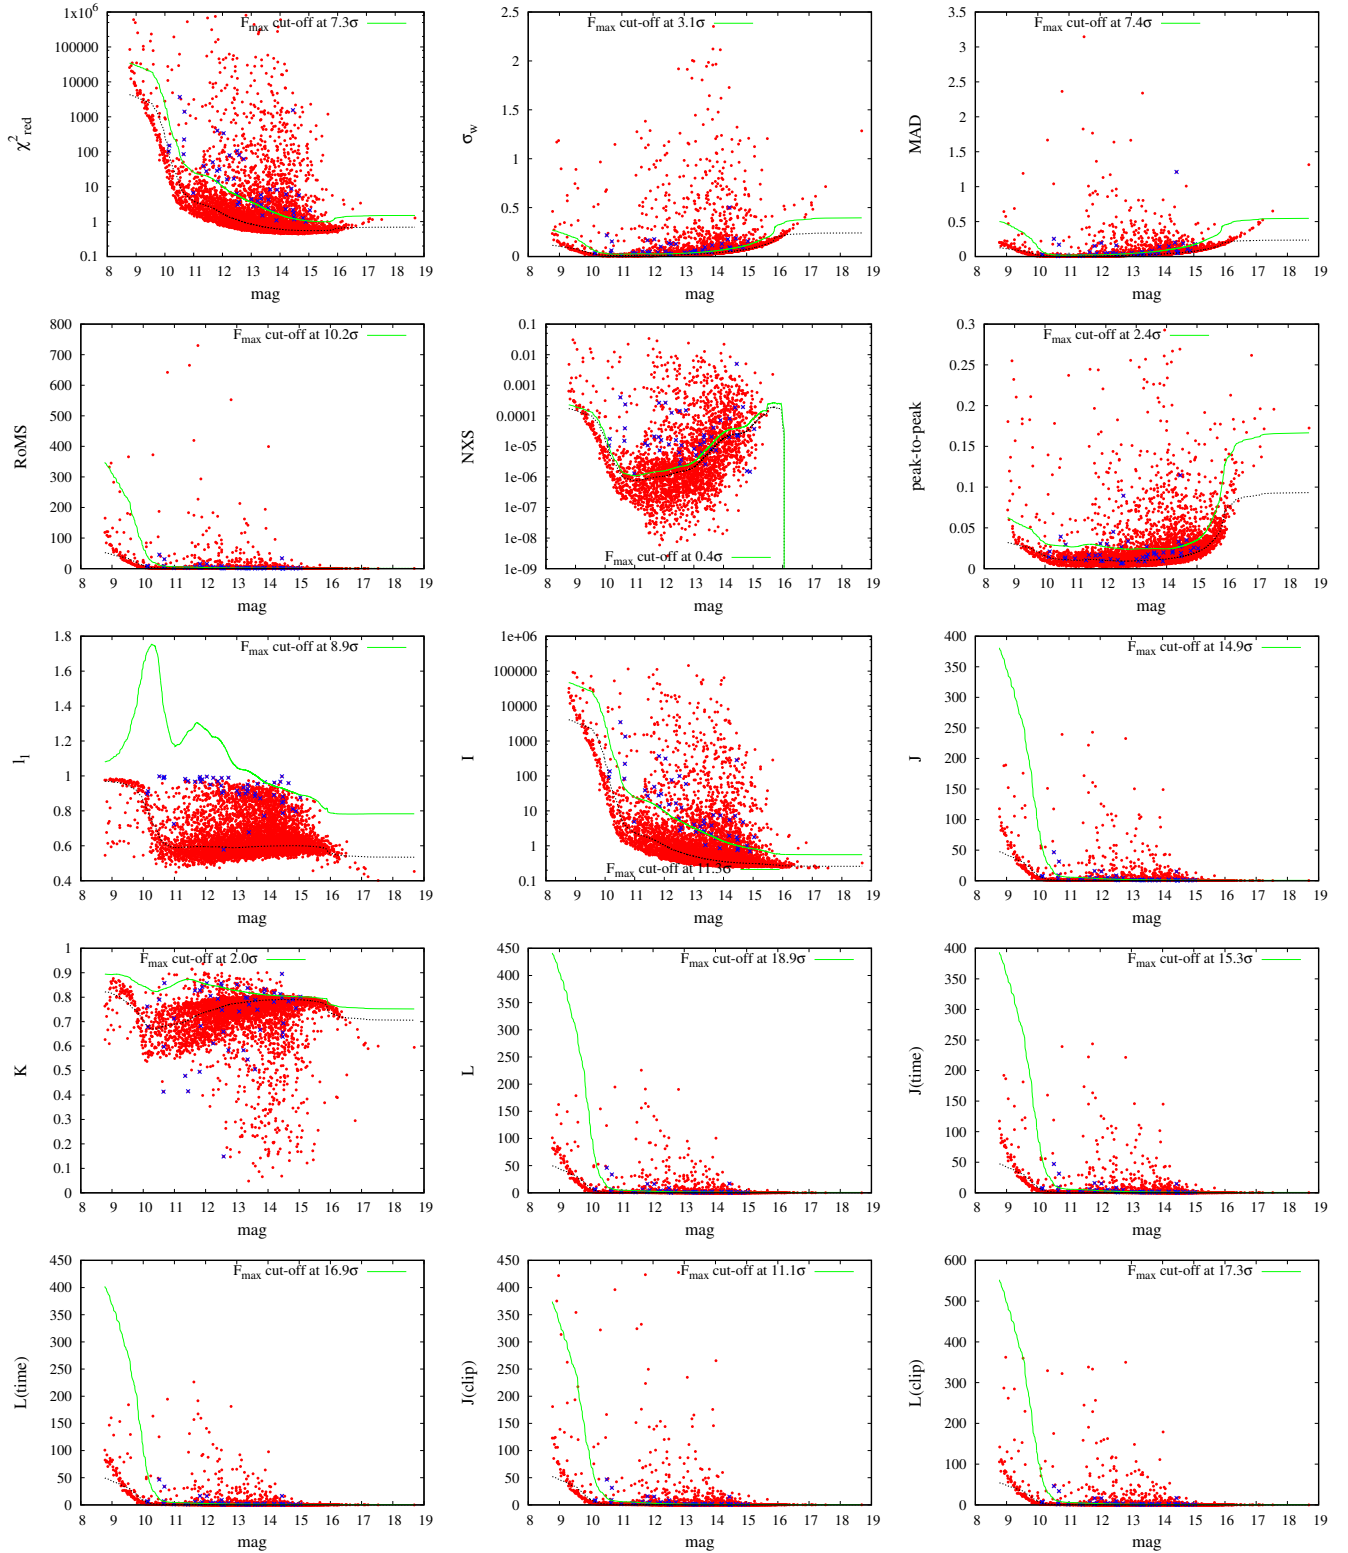 F_max cut-off at 7.3σ
1x10^6
100000
10000
1000
100
10
1
0.1
χ²_red
8 9 10 11 12 13 14 15 16 17 18 19
mag
F_max cut-off at 3.1σ
2.5
2
1.5
1
0.5
0
σ_w
8 9 10 11 12 13 14 15 16 17 18 19
mag
F_max cut-off at 7.4σ
3.5
3
2.5
2
1.5
1
0.5
0
MAD
8 9 10 11 12 13 14 15 16 17 18 19
mag
F_max cut-off at 10.2σ
800
700
600
500
400
300
200
100
0
RoMS
8 9 10 11 12 13 14 15 16 17 18 19
mag
0.1
0.01
0.001
0.0001
1e-05
1e-06
1e-07
1e-08
1e-09
NXS
F_max cut-off at 0.4σ
8 9 10 11 12 13 14 15 16 17 18 19
mag
F_max cut-off at 2.4σ
0.3
0.25
0.2
0.15
0.1
0.05
0
peak-to-peak
8 9 10 11 12 13 14 15 16 17 18 19
mag
F_max cut-off at 8.9σ
1.8
1.6
1.4
1.2
1
0.8
0.6
0.4
l_1
8 9 10 11 12 13 14 15 16 17 18 19
mag
1e+06
100000
10000
1000
100
10
1
0.1
I
F_max cut-off at 11.3σ
8 9 10 11 12 13 14 15 16 17 18 19
mag
F_max cut-off at 14.9σ
400
350
300
250
200
150
100
50
0
J
8 9 10 11 12 13 14 15 16 17 18 19
mag
F_max cut-off at 2.0σ
1
0.9
0.8
0.7
0.6
0.5
0.4
0.3
0.2
0.1
0
K
8 9 10 11 12 13 14 15 16 17 18 19
mag
F_max cut-off at 18.9σ
450
400
350
300
250
200
150
100
50
0
L
8 9 10 11 12 13 14 15 16 17 18 19
mag
F_max cut-off at 15.3σ
400
350
300
250
200
150
100
50
0
J(time)
8 9 10 11 12 13 14 15 16 17 18 19
mag
F_max cut-off at 16.9σ
450
400
350
300
250
200
150
100
50
0
L(time)
8 9 10 11 12 13 14 15 16 17 18 19
mag
F_max cut-off at 11.1σ
450
400
350
300
250
200
150
100
50
0
J(clip)
8 9 10 11 12 13 14 15 16 17 18 19
mag
F_max cut-off at 17.3σ
600
500
400
300
200
100
0
L(clip)
8 9 10 11 12 13 14 15 16 17 18 19
mag